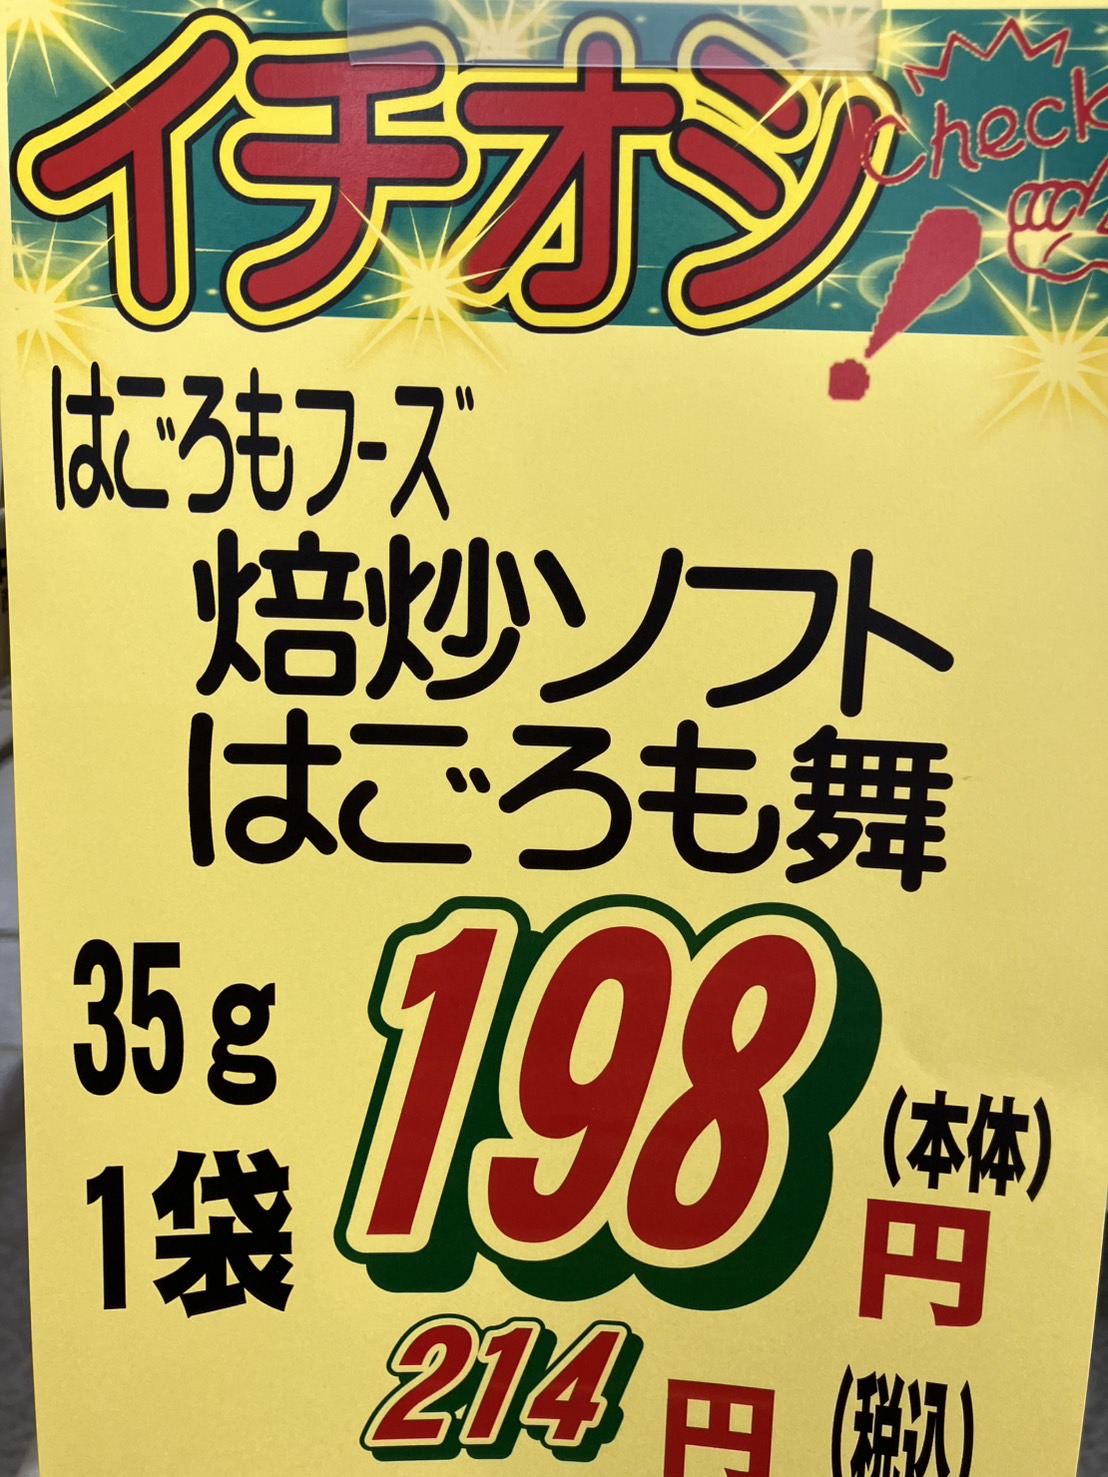 イチオシ
Check
!
はごろもフーズ
焙炒ソフト
はごろも舞
35g
1袋
198
(本体)
円
214
円
(税込)